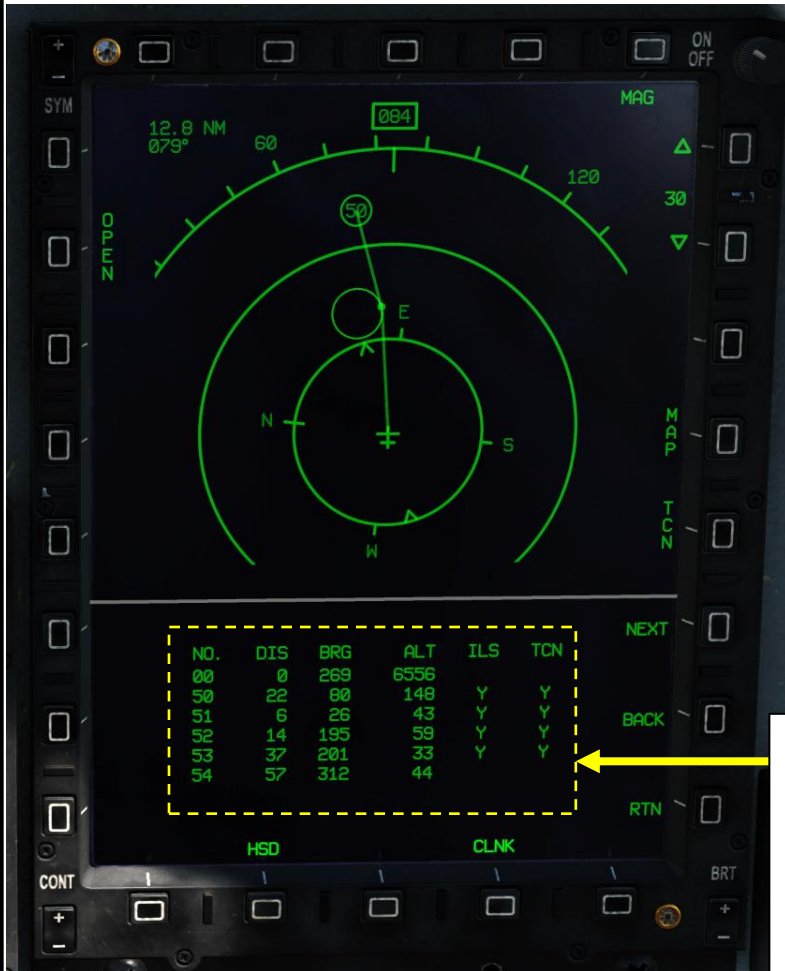 ON
OFF
SYM
MAG
084
12.8 NM
079°
60
120
30
OPEN
50
E
N
S
W
MAP
TCN
NO. DIS BRG ALT ILS TCN
00 0 269 6556
50 22 80 148 Y Y
51 6 26 43 Y Y
52 14 195 59 Y Y
53 37 201 33 Y Y
54 57 312 44
NEXT
BACK
RTN
HSD CLNK
CONT
BRT